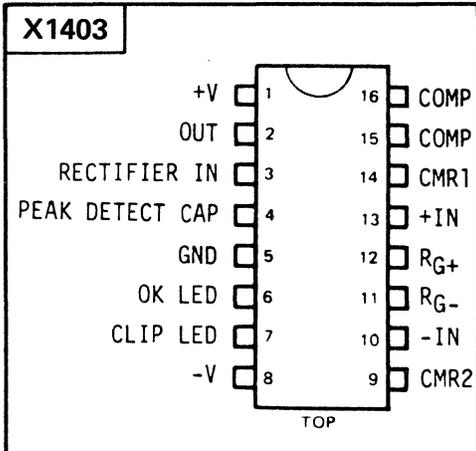 X1403
+V 1 16 COMP
OUT 2 15 COMP
RECTIFIER IN 3 14 CMR1
PEAK DETECT CAP 4 13 +IN
GND 5 12 RG+
OK LED 6 11 RG-
CLIP LED 7 10 -IN
-V 8 9 CMR2
TOP